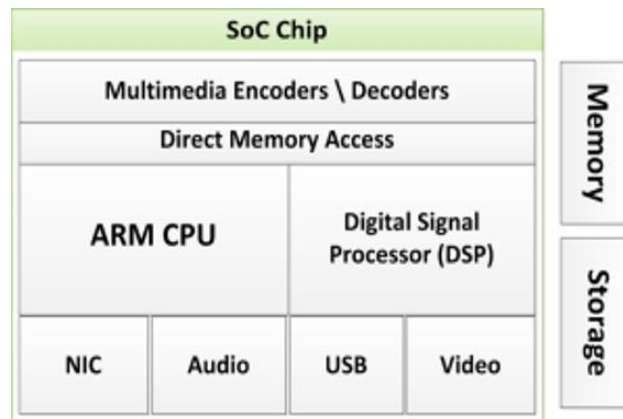 SoC Chip
Multimedia Encoders \ Decoders
Direct Memory Access
ARM CPU
Digital Signal
Processor (DSP)
NIC
Audio
USB
Video
Memory
Storage